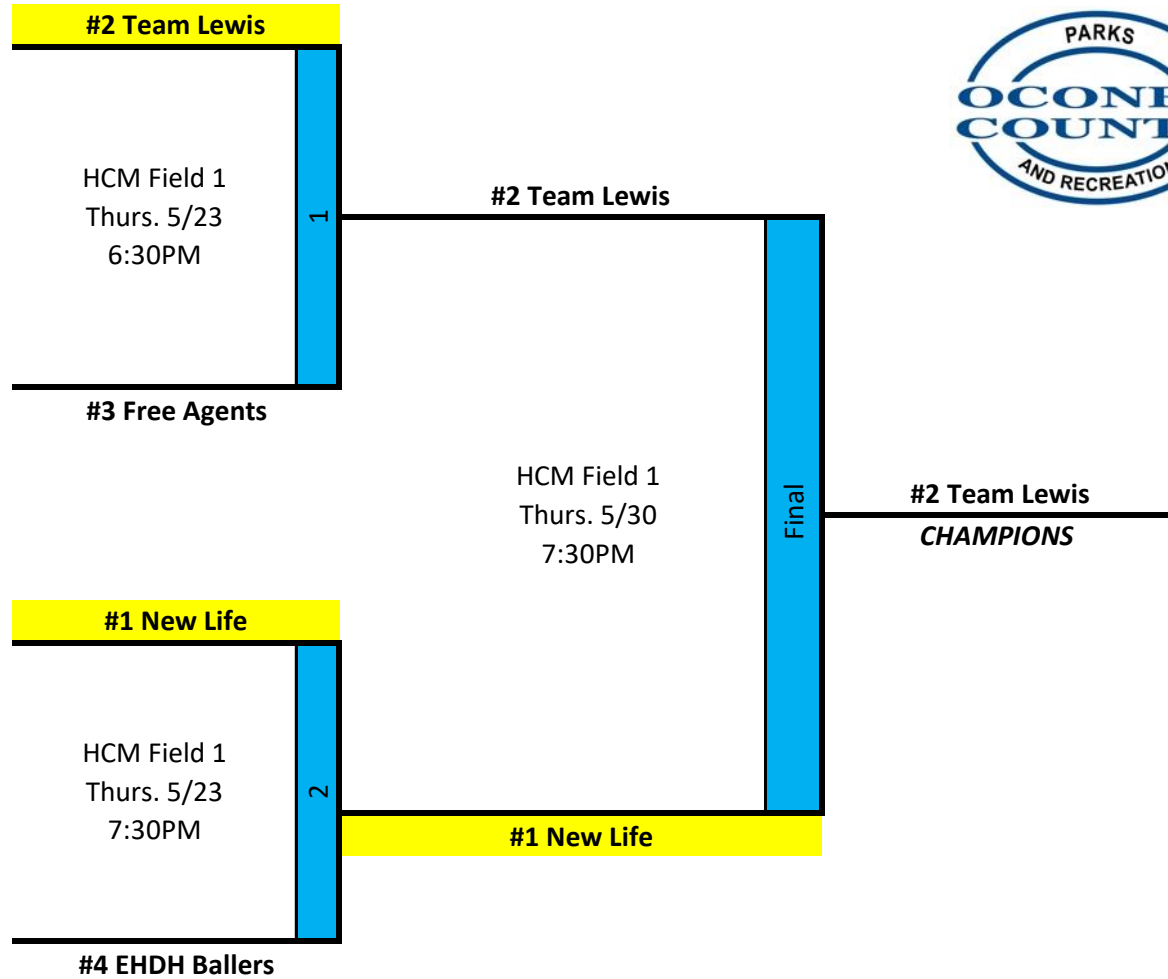 #2 Team Lewis
PARKS
COUNT
AND RECREATION
HCM Field 1
Thurs. 5/23
6:30PM
1
#2 Team Lewis
#3 Free Agents
HCM Field 1
Thurs. 5/30
7:30PM
Final
#2 Team Lewis
CHAMPIONS
#1 New Life
HCM Field 1
Thurs. 5/23
7:30PM
2
#1 New Life
#4 EHDH Ballers